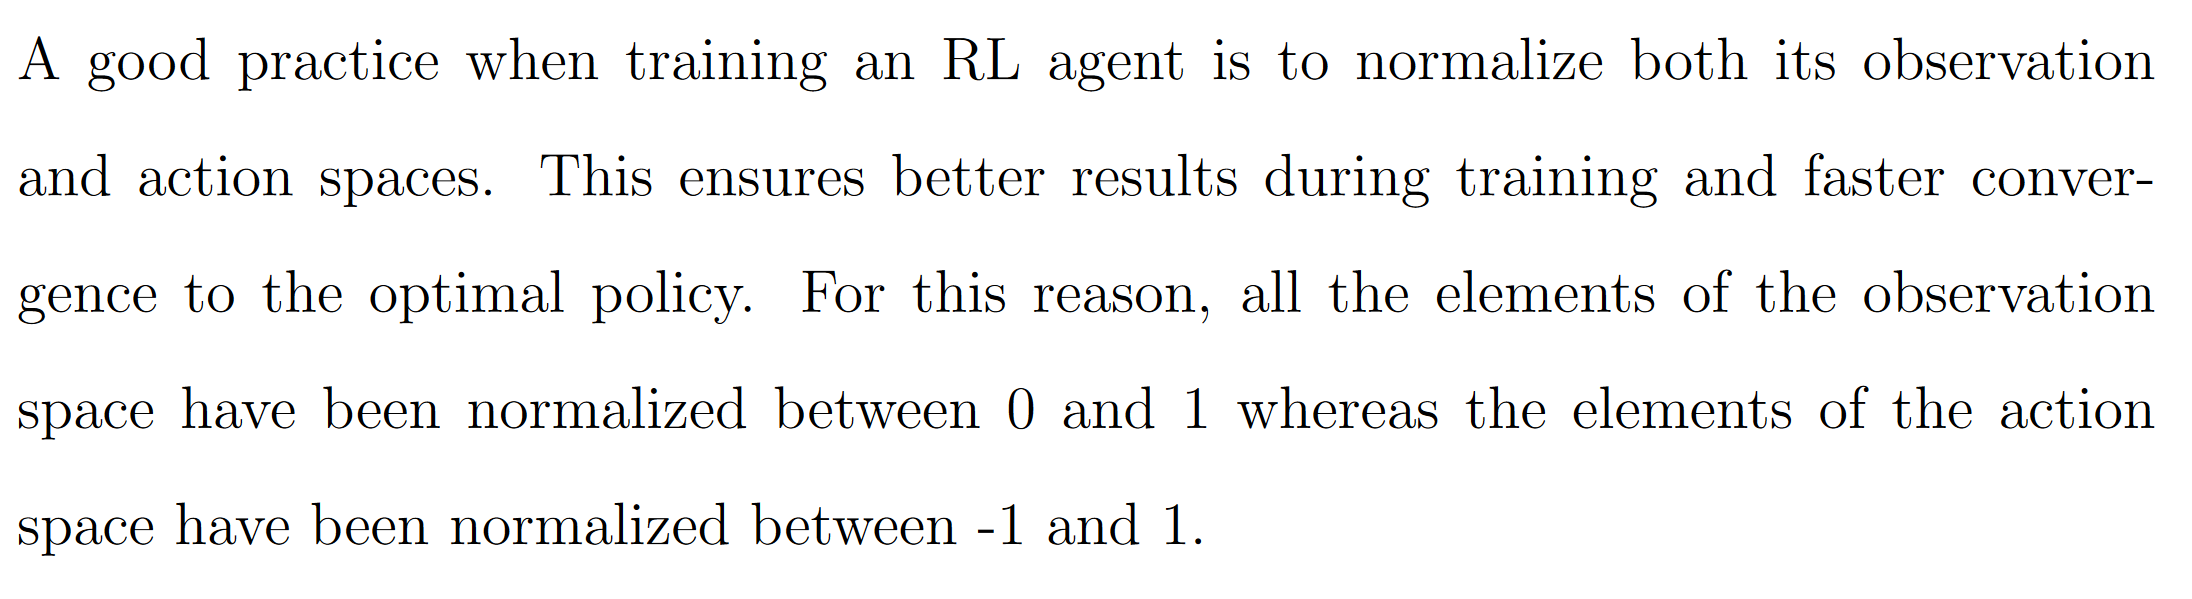 A good practice when training an RL agent is to normalize both its observation
and action spaces. This ensures better results during training and faster conver-
gence to the optimal policy. For this reason, all the elements of the observation
space have been normalized between 0 and 1 whereas the elements of the action
space have been normalized between -1 and 1.